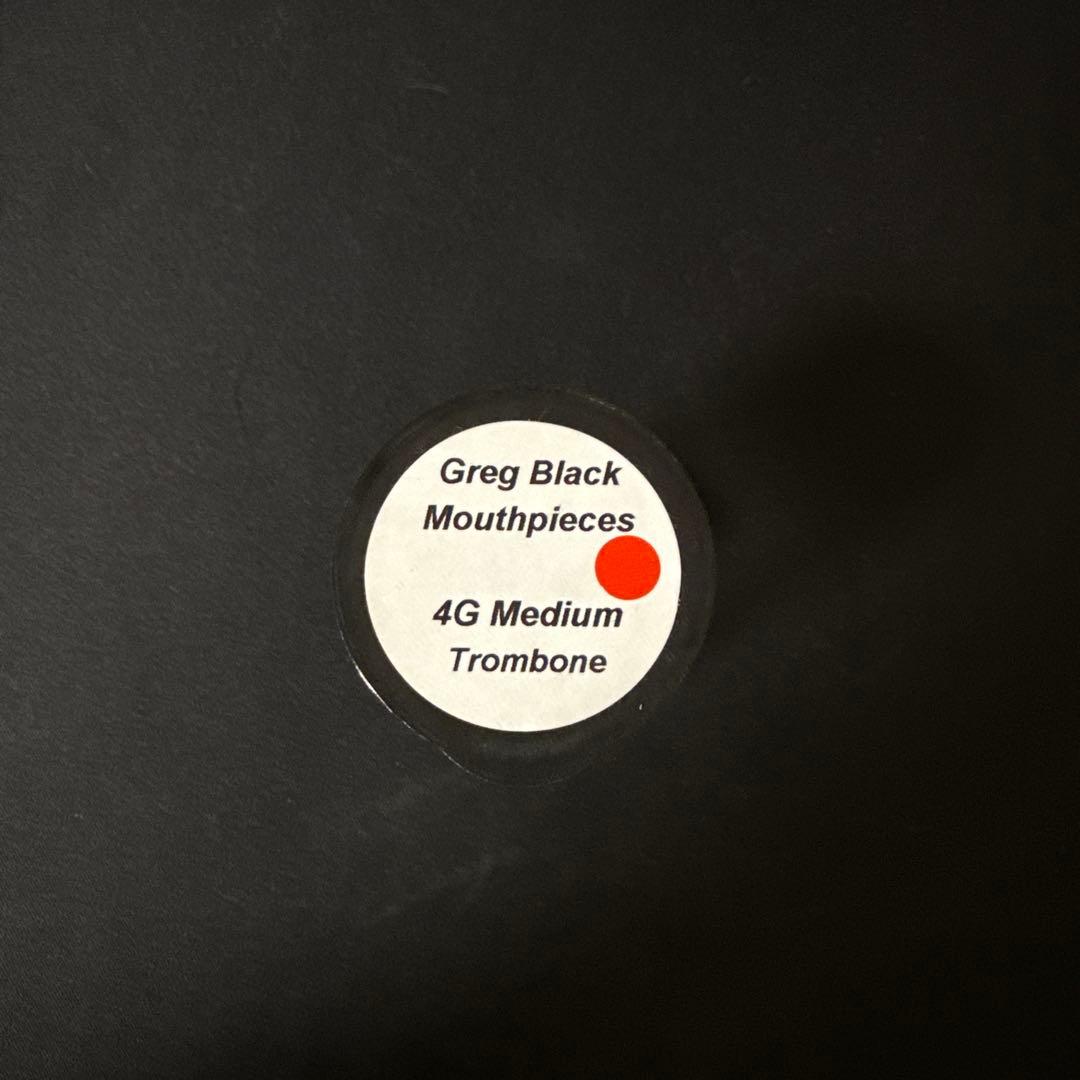 Greg Black
Mouthpieces
4G Medium
Trombone